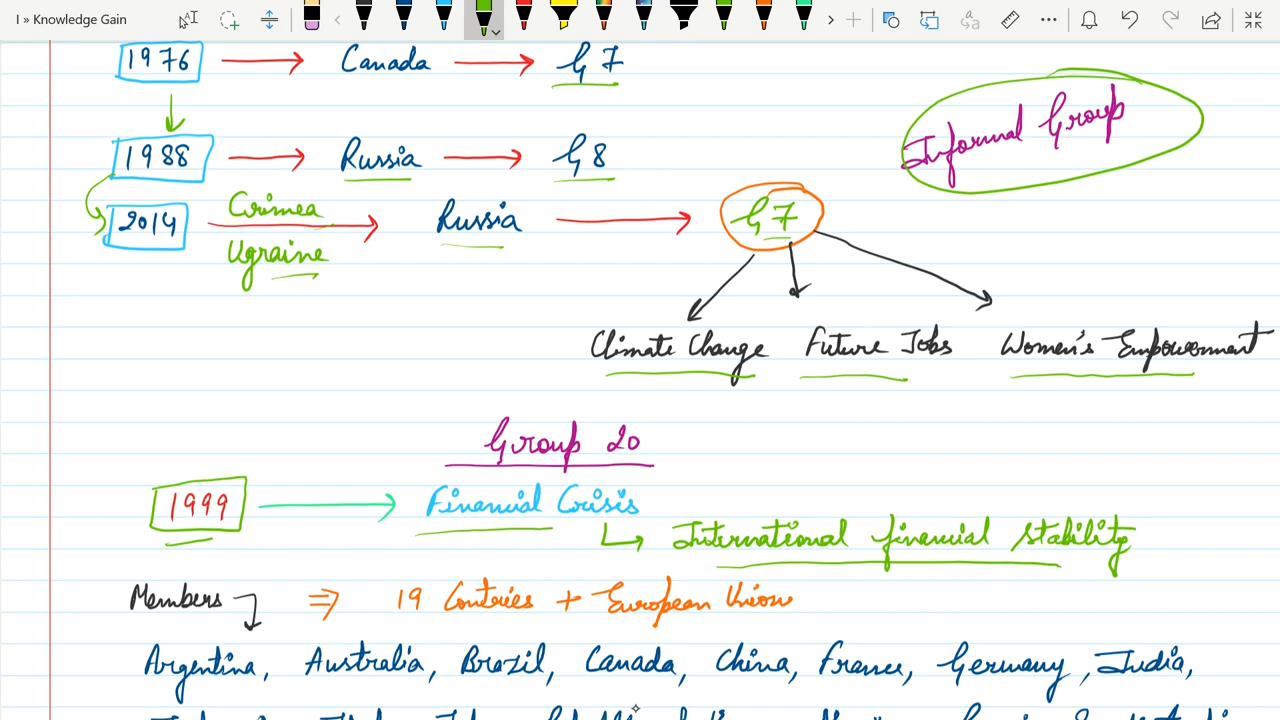 I » Knowledge Gain
1976 → Canada → G7
Informal Group
1988 → Russia → G8
2014 Crimea Ugraine → Russia → G7
Climate Change Future Jobs Women's Empowerment
Group 20
1999 → Financial Crisis
International financial stability
Members ⇒ 19 Contries + European Union
Argentina, Australia, Brazil, Canada, China, France, Germany, India,